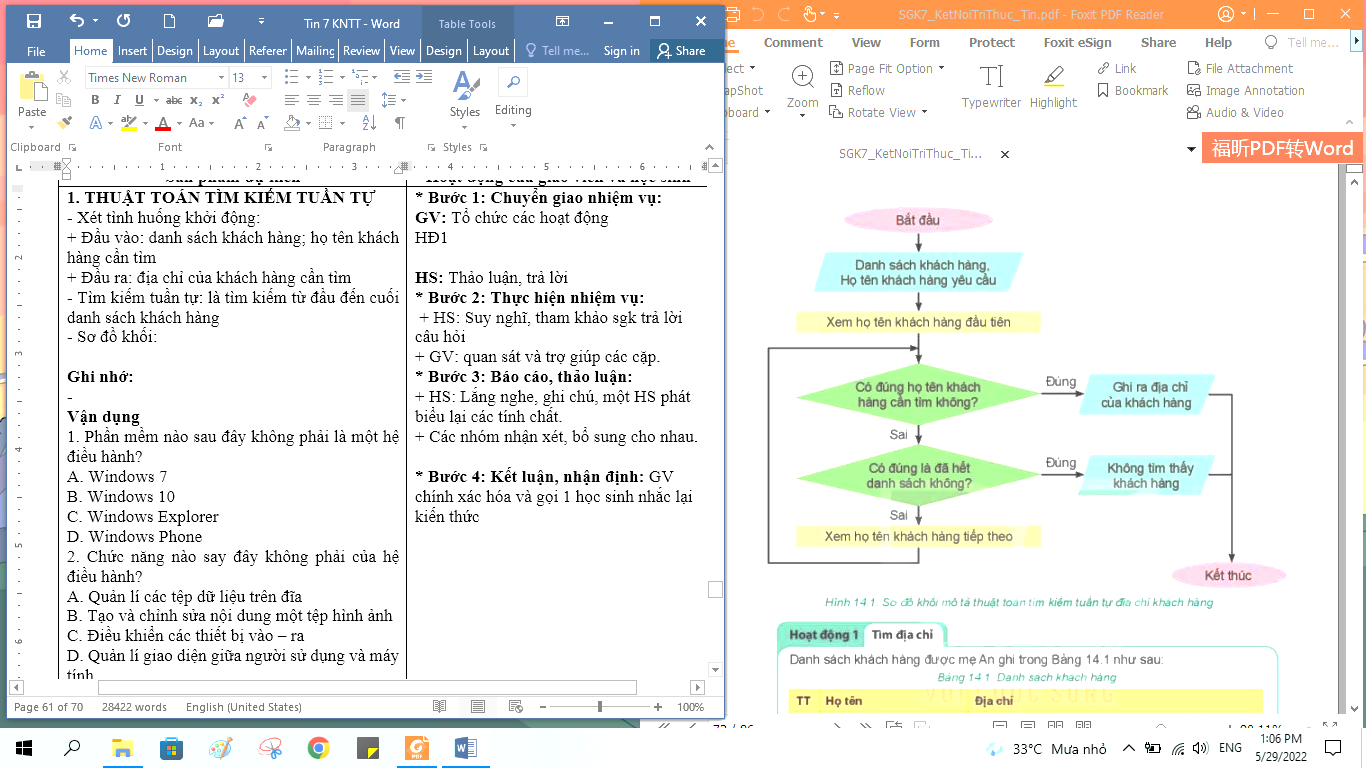 Tin 7 KNTT - Word
Table Tools
File
Home
Insert
Design
Layout
Referer
Mailing
Review
View
Design
Layout
Tell me...
Sign in
Share
Paste
Times New Roman
13
Styles
Editing
Clipboard
Font
Paragraph
Styles
1. THUẬT TOÁN TÌM KIẾM TUẦN TỰ
- Xét tình huống khởi động:
+ Đầu vào: danh sách khách hàng; họ tên khách
hàng cần tìm
+ Đầu ra: địa chỉ của khách hàng cần tìm
- Tìm kiếm tuần tự: là tìm kiếm từ đầu đến cuối
danh sách khách hàng
- Sơ đồ khối:
Ghi nhớ:
-
Vận dụng
1. Phần mềm nào sau đây không phải là một hệ
điều hành?
A. Windows 7
B. Windows 10
C. Windows Explorer
D. Windows Phone
2. Chức năng nào say đây không phải của hệ
điều hành?
A. Quản lí các tệp dữ liệu trên đĩa
B. Tạo và chỉnh sửa nội dung một tệp hình ảnh
C. Điều khiển các thiết bị vào – ra
D. Quản lí giao diện giữa người sử dụng và máy
tính
* Bước 1: Chuyển giao nhiệm vụ:
GV: Tổ chức các hoạt động
HĐ1
HS: Thảo luận, trả lời
* Bước 2: Thực hiện nhiệm vụ:
+ HS: Suy nghĩ, tham khảo sgk trả lời
câu hỏi
+ GV: quan sát và trợ giúp các cặp.
* Bước 3: Báo cáo, thảo luận:
+ HS: Lắng nghe, ghi chú, một HS phát
biểu lại các tính chất.
+ Các nhóm nhận xét, bổ sung cho nhau.
* Bước 4: Kết luận, nhận định: GV
chính xác hóa và gọi 1 học sinh nhắc lại
kiến thức
Page 61 of 70
28422 words
English (United States)
100%
SGK7_KetNoiTriThuc_Tin.pdf - Foxit PDF Reader
Comment
View
Form
Protect
Foxit eSign
Share
Help
Tell me...
Zoom
Page Fit Option
Reflow
Rotate View
Typewriter
Highlight
Link
Bookmark
File Attachment
Image Annotation
Audio & Video
SGK7_KetNoiTriThuc_Ti...
福昕PDF转Word
Bắt đầu
Danh sách khách hàng,
Họ tên khách hàng yêu cầu
Xem họ tên khách hàng đầu tiên
Có đúng họ tên khách
hàng cần tìm không?
Đúng
Ghi ra địa chỉ
của khách hàng
Sai
Có đúng là đã hết
danh sách không?
Đúng
Không tìm thấy
khách hàng
Sai
Xem họ tên khách hàng tiếp theo
Kết thúc
Hình 14.1. Sơ đồ khối mô tả thuật toán tìm kiếm tuần tự địa chỉ khách hàng
Hoạt động 1
Tìm địa chỉ
Danh sách khách hàng được mẹ An ghi trong Bảng 14.1 như sau:
Bảng 14.1. Danh sách khách hàng
TT
Họ tên
Địa chỉ
33°C
Mưa nhỏ
ENG
1:06 PM
5/29/2022